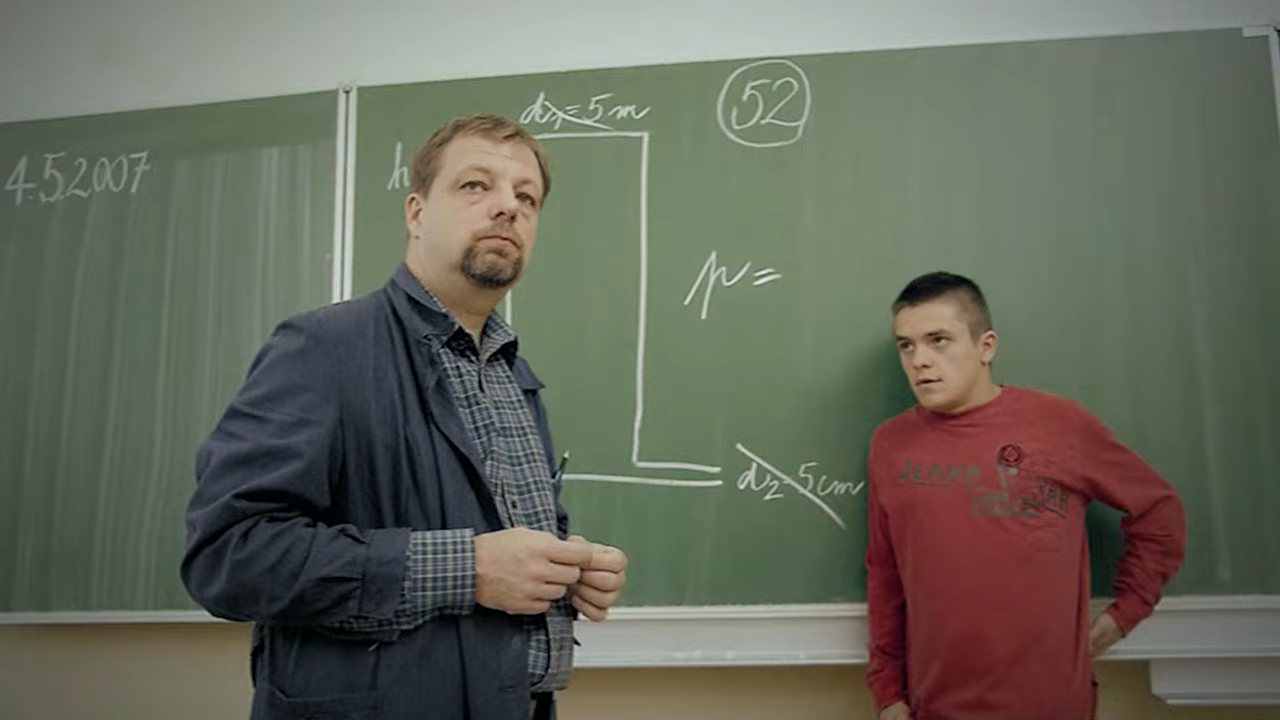 4.5.2007
d₁=5m
52
h
p=
d₂=5cm